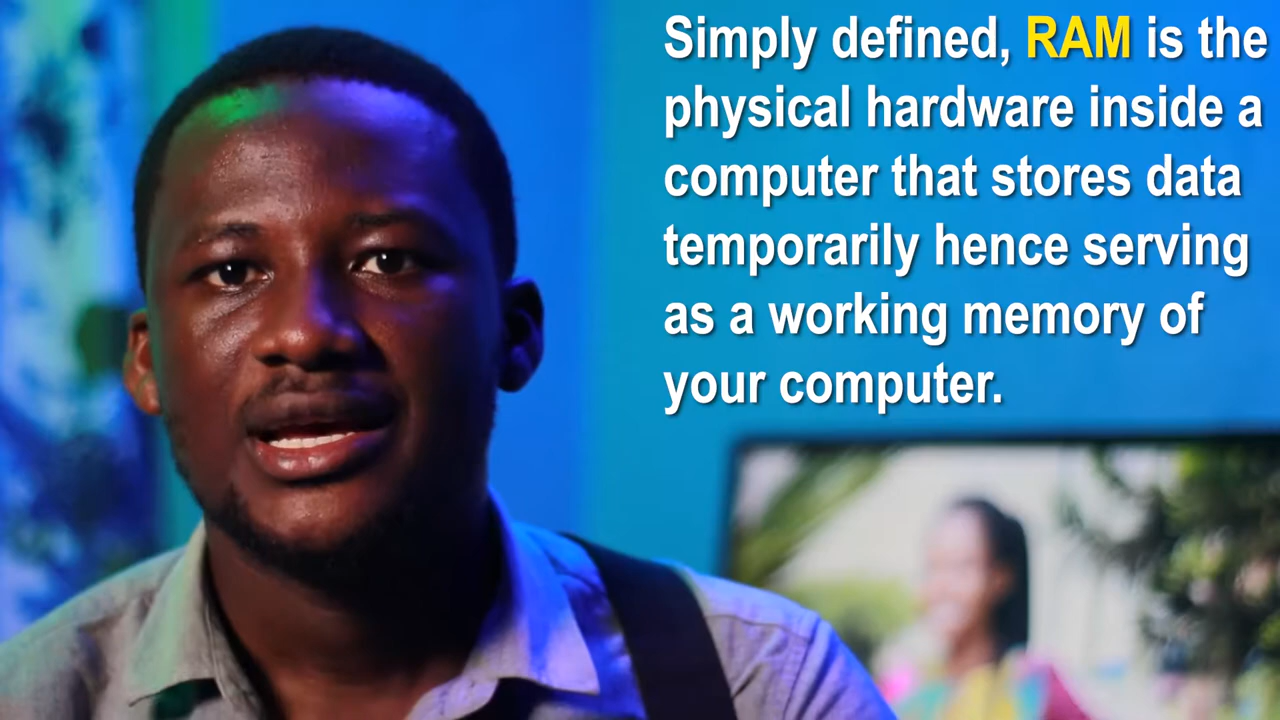 Simply defined, RAM is the
physical hardware inside a
computer that stores data
temporarily hence serving
as a working memory of
your computer.